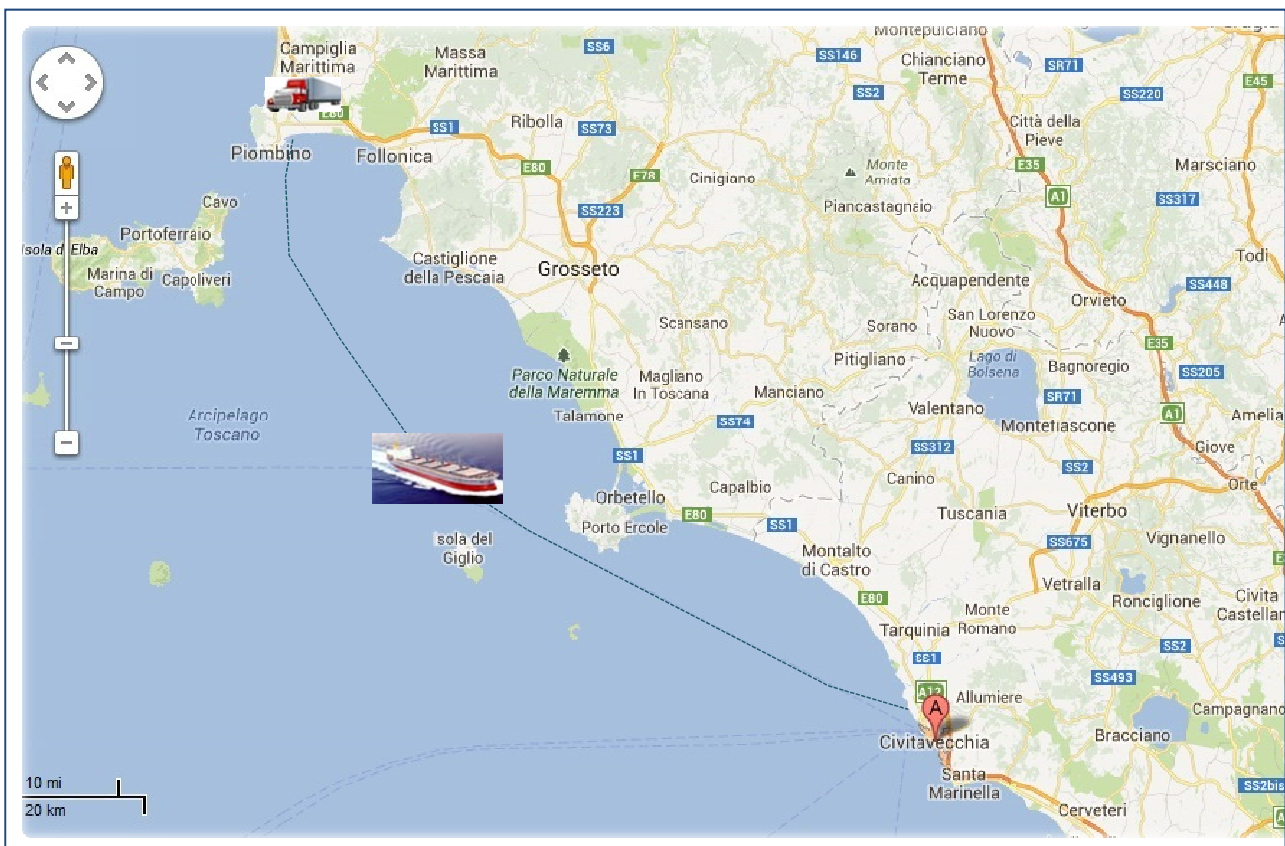 Campiglia
Marittima
Massa
Marittima
SS6
SS146
Montepulciano
Chianciano
Terme
SR71
E45
SS2
SS220
E80
SS1
Ribolla
SS73
Città della
Pieve
Piombino
Follonica
E80
E78
Cinigiano
Monte
Amiata
E35
Marsciano
A1
SS317
Cavo
SS223
Piancastagnaio
Portoferraio
Isola d'Elba
Marina di
Campo
Capoliveri
Castiglione
della Pescaia
Grosseto
Todi
Acquapendente
SS448
Orvieto
Scansano
Sorano
San Lorenzo
Nuovo
E35
Pitigliano
Lago di
Bolsena
Bagnoregio
SS205
Parco Naturale
della Maremma
Magliano
In Toscana
Manciano
SR71
Talamone
Valentano
A1
Amelia
Arcipelago
Toscano
SS74
Montefiascone
SS312
Giove
SS1
SS2
Canino
Orte
Orbetello
Capalbio
Porto Ercole
E80
SS1
Tuscania
Viterbo
sola del
Giglio
SS675
Vignanello
Montalto
di Castro
Vetralla
E80
Ronciglione
Civita
Castellan
Monte
Romano
Tarquinia
SS2
SS1
SS493
A12
Allumiere
A
Campagnano
Civitavecchia
Bracciano
Santa
Marinella
10 mi
20 km
SS2bis
Cerveteri